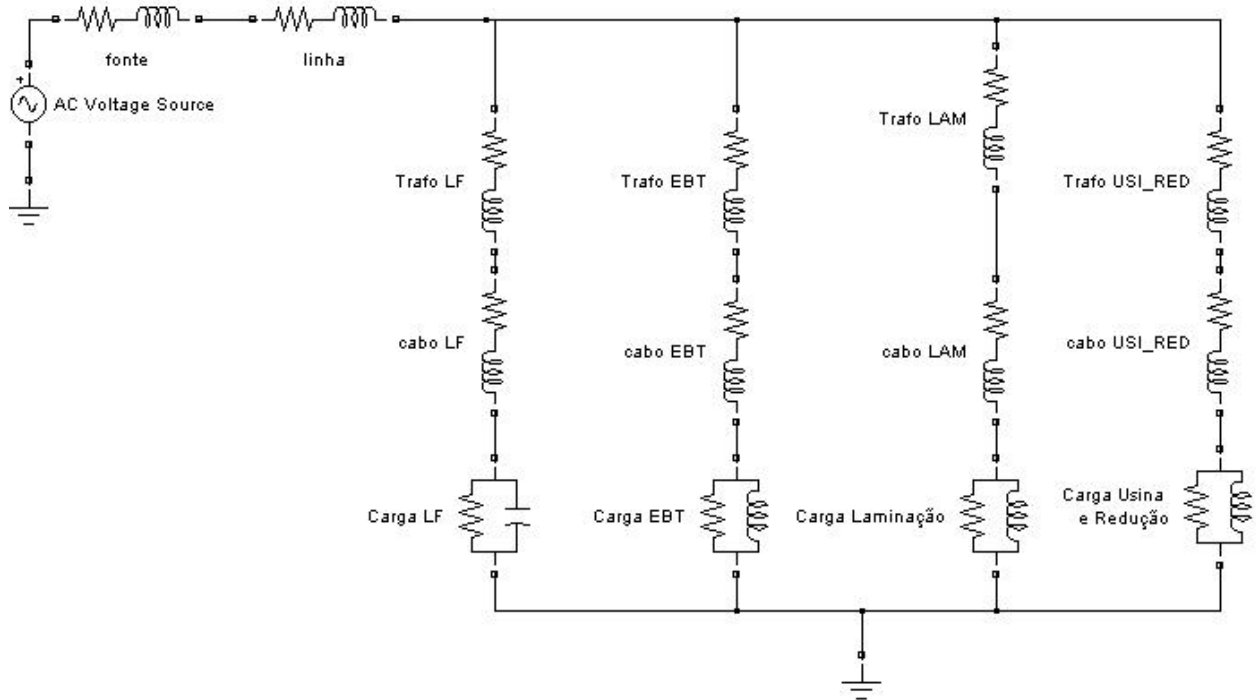 fonte
linha
+
AC Voltage Source
Trafo LF
Trafo EBT
Trafo LAM
Trafo USI_RED
cabo LF
cabo EBT
cabo LAM
cabo USI_RED
Carga LF
Carga EBT
Carga Laminação
Carga Usina
e Redução